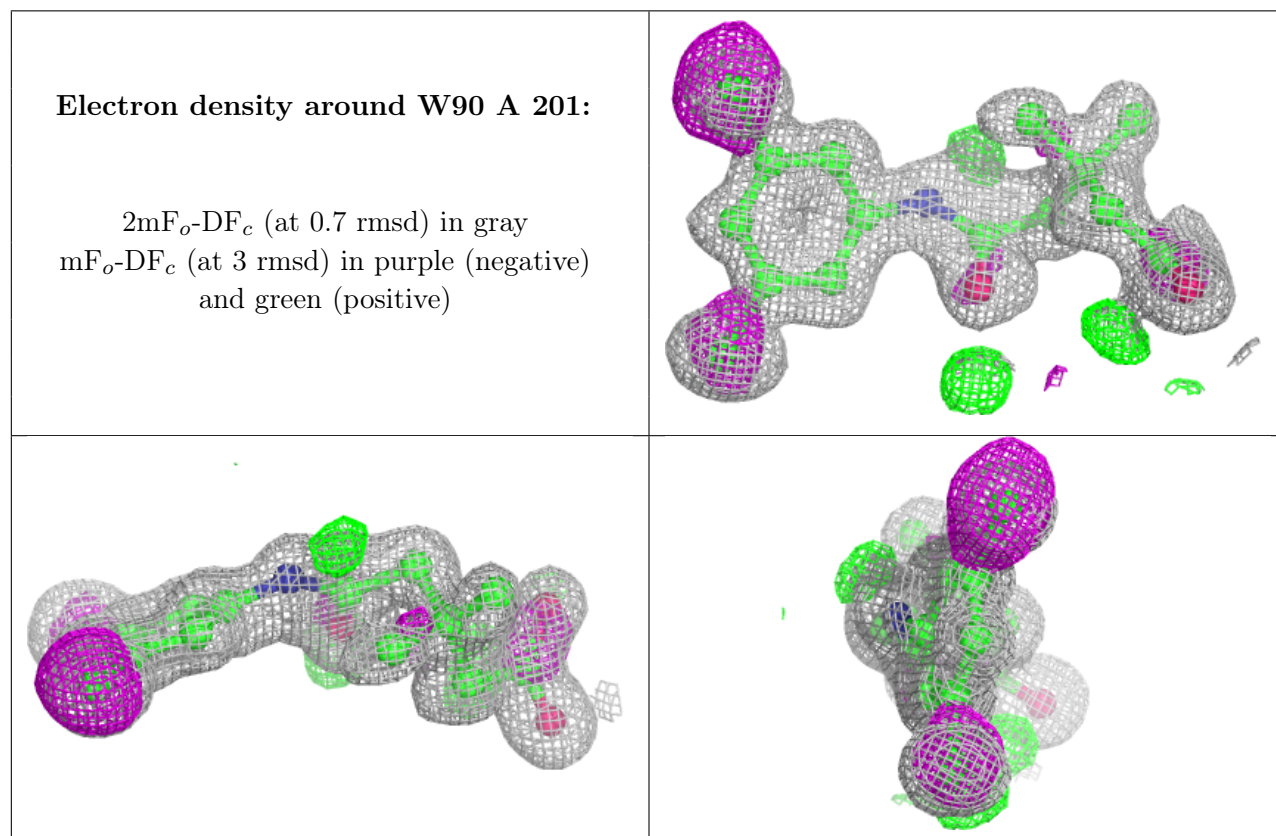 Electron density around W90 A 201:
2mFo-DFc (at 0.7 rmsd) in gray
mFo-DFc (at 3 rmsd) in purple (negative)
and green (positive)